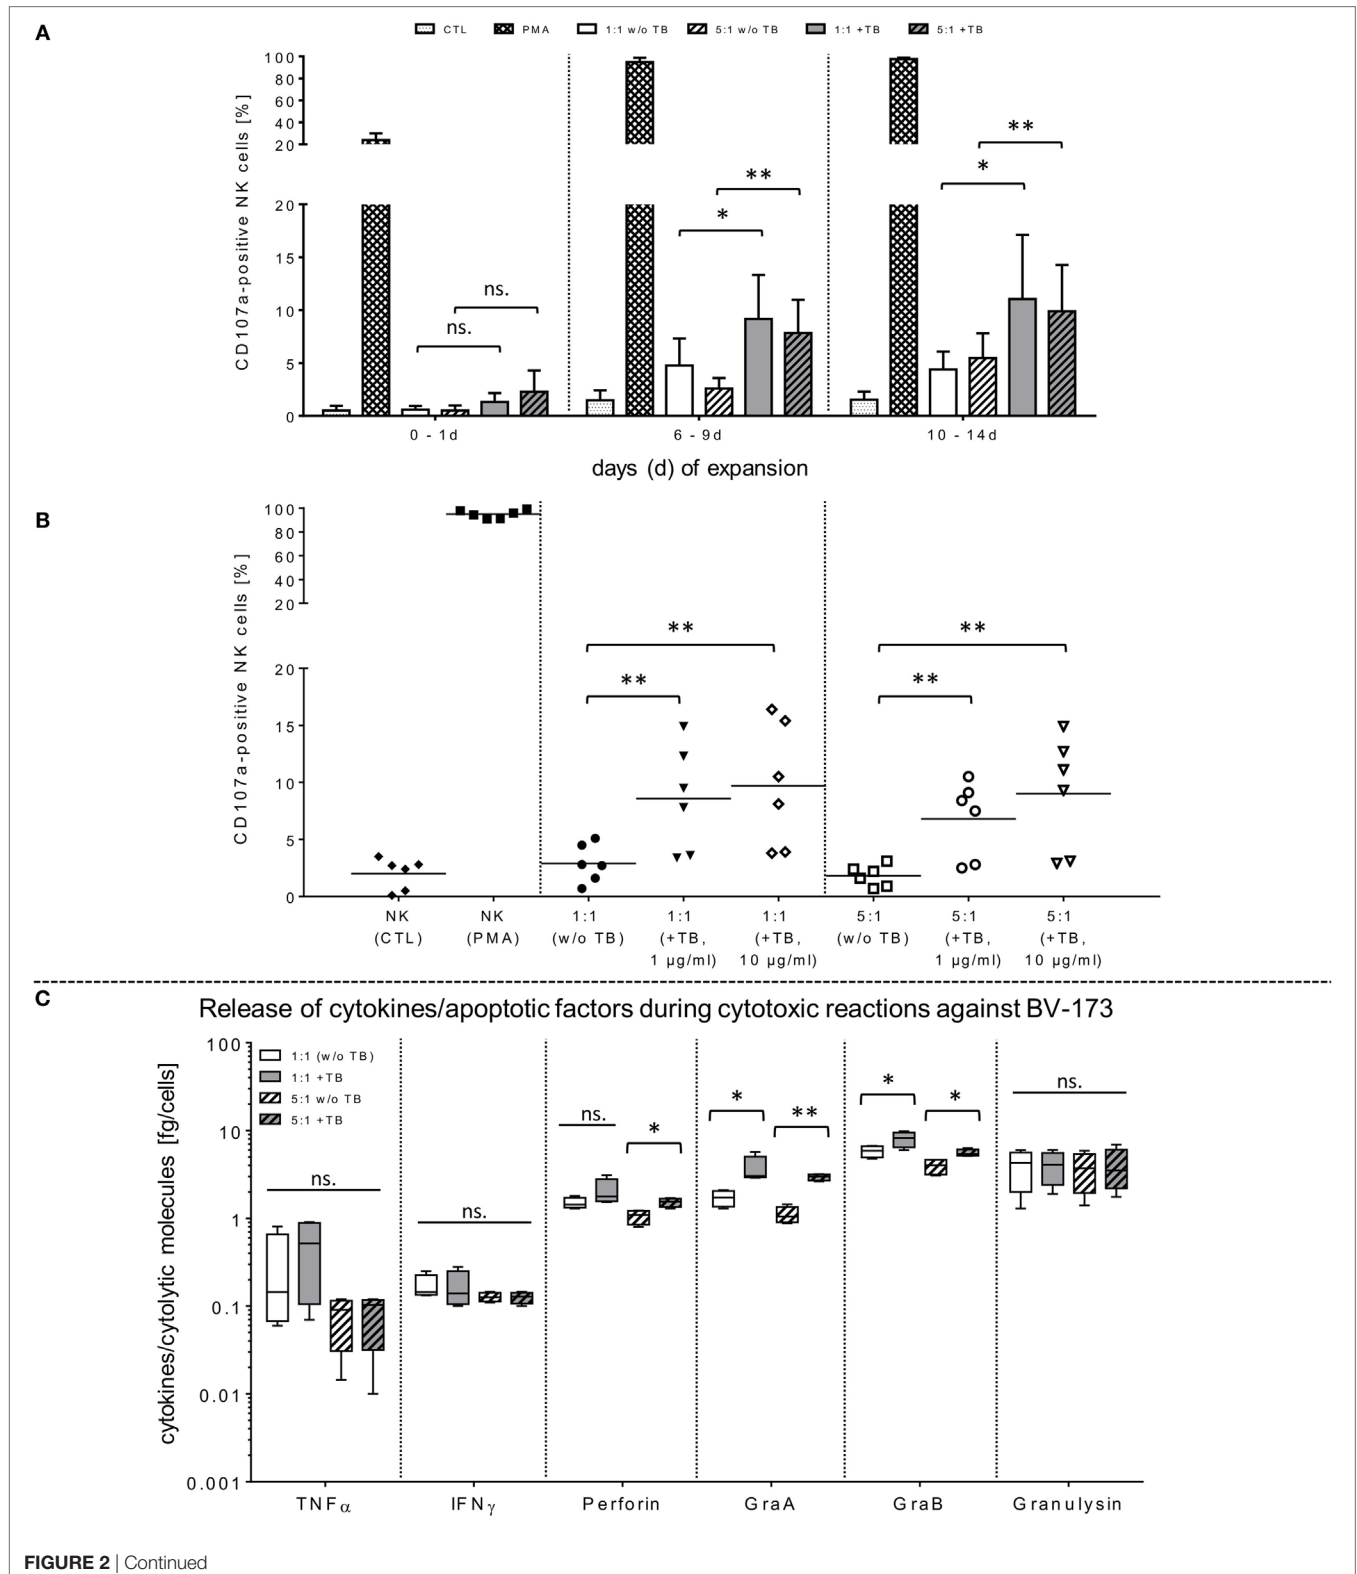 A
CTL PMA 1:1 w/o TB 5:1 w/o TB 1:1 +TB 5:1 +TB
CD107a-positive NK cells [%]
100
80
60
40
20
20
15
10
5
0
ns.
ns.
*
**
*
**
0 - 1d 6 - 9d 10 - 14d
days (d) of expansion
B
CD107a-positive NK cells [%]
100
80
60
40
20
20
15
10
5
0
**
**
**
**
NK (CTL)
NK (PMA)
1:1 (w/o TB)
1:1 (+TB, 1 µg/ml)
1:1 (+TB, 10 µg/ml)
5:1 (w/o TB)
5:1 (+TB, 1 µg/ml)
5:1 (+TB, 10 µg/ml)
C
Release of cytokines/apoptotic factors during cytotoxic reactions against BV-173
cytokines/cytolytic molecules [fg/cells]
100
10
1
0.1
0.01
0.001
1:1 (w/o TB)
1:1 +TB
5:1 w/o TB
5:1 +TB
ns.
ns.
ns.
*
*
**
*
*
ns.
TNFα IFNγ Perforin GraA GraB Granulysin
FIGURE 2 | Continued